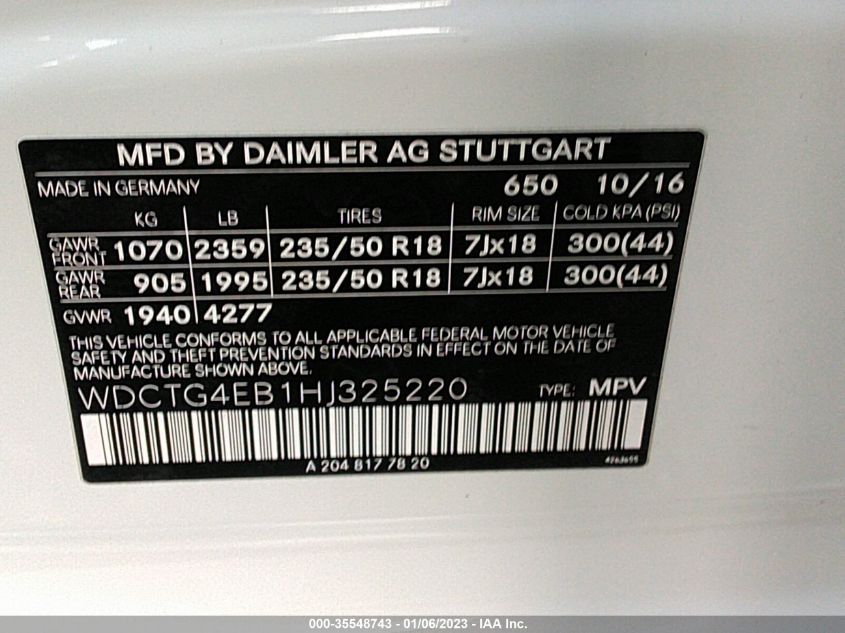 MFD BY DAIMLER AG STUTTGART
MADE IN GERMANY 650 10/16
KG LB TIRES RIM SIZE COLD KPA (PSI)
GAWR FRONT 1070 2359 235/50 R18 7Jx18 300(44)
GAWR REAR 905 1995 235/50 R18 7Jx18 300(44)
GVWR 1940 4277
THIS VEHICLE CONFORMS TO ALL APPLICABLE FEDERAL MOTOR VEHICLE
SAFETY AND THEFT PREVENTION STANDARDS IN EFFECT ON THE DATE OF
MANUFACTURE SHOWN ABOVE.
WDCTG4EB1HJ325220 TYPE: MPV
A 204 817 78 20 4263655
000-35548743 - 01/06/2023 - IAA Inc.